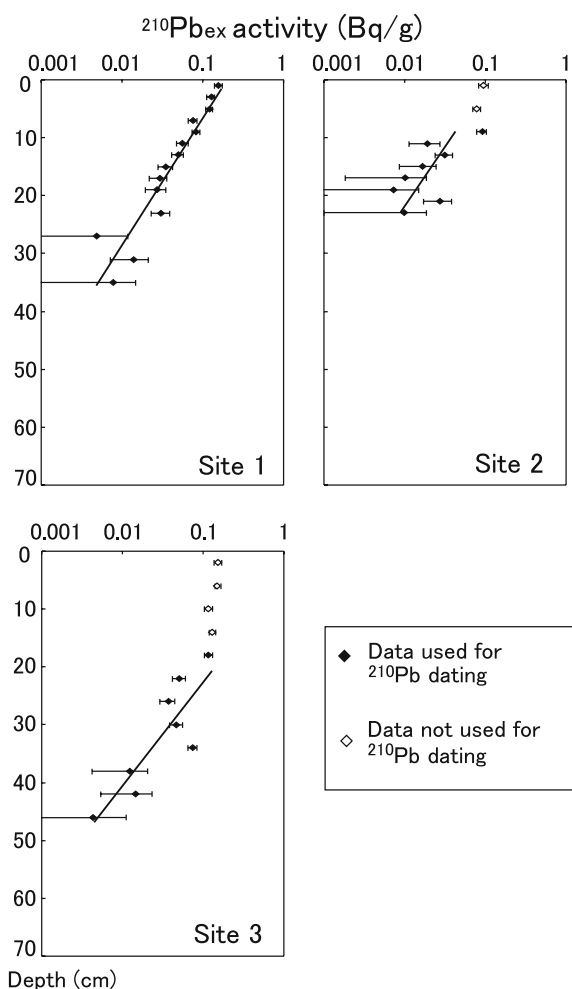 ²¹⁰Pbex activity (Bq/g)
0.001 0.01 0.1 1
0.001 0.01 0.1 1
0
10
20
30
40
50
60
70
Site 1
Site 2
0.001 0.01 0.1 1
0
10
20
30
40
50
60
70
Site 3
Data used for
²¹⁰Pb dating
Data not used for
²¹⁰Pb dating
Depth (cm)